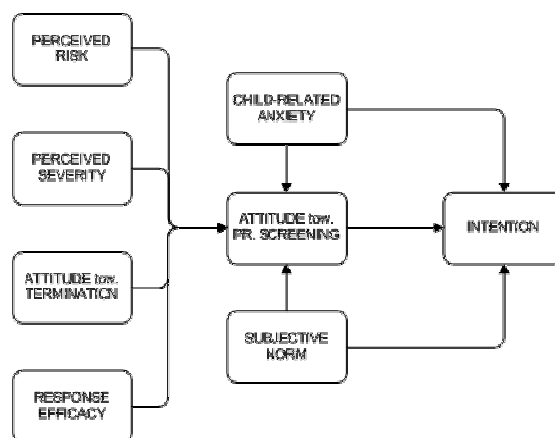 PERCEIVED
RISK
PERCEIVED
SEVERITY
ATTITUDE tow.
TERMINATION
RESPONSE
EFFICACY
CHILD-RELATED
ANXIETY
ATTITUDE tow.
PR. SCREENING
SUBJECTIVE
NORM
INTENTION